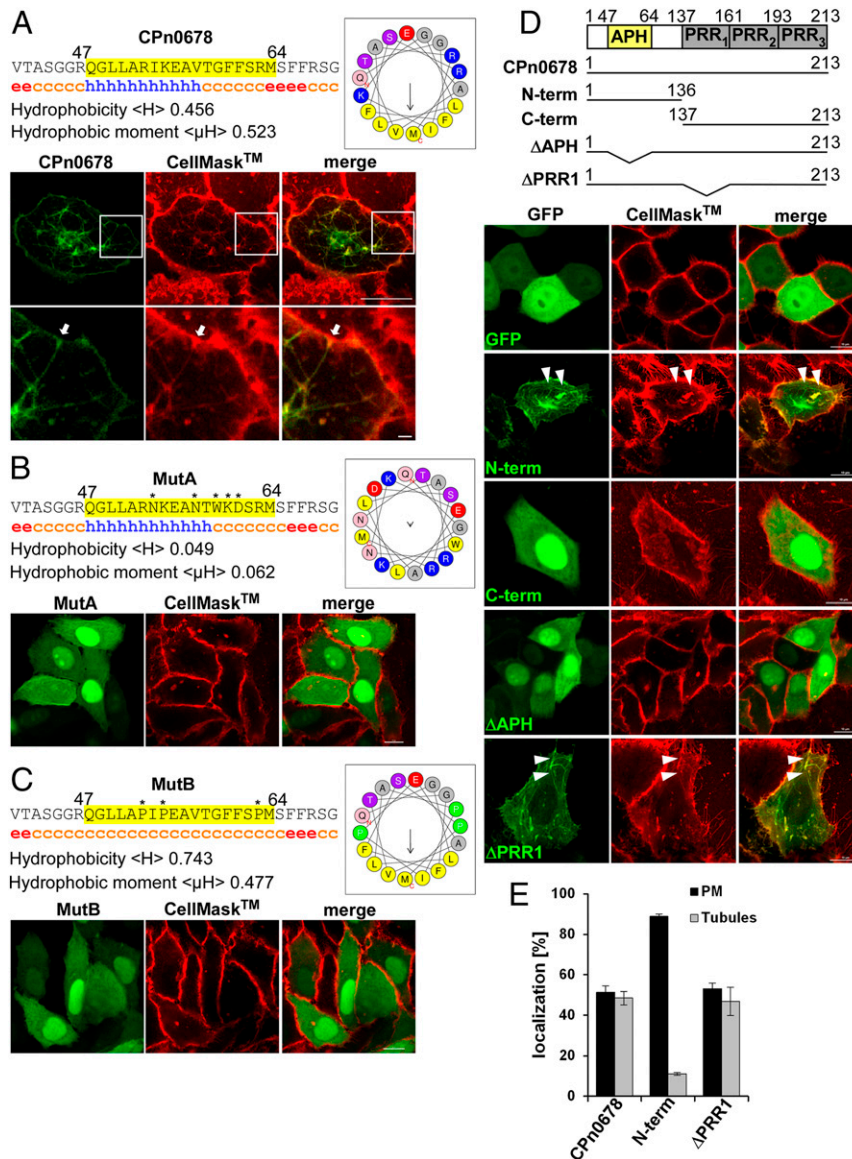 A
CPn0678
47 64
VTASGGRQGLLARIKEAVTGFFSRMSFFRSG
eeccccchhhhhhhhhhhhcccccceeeeccc
Hydrophobicity <H> 0.456
Hydrophobic moment <µH> 0.523
A S E G G
T R
Q R
K A
F L
L V M I F
CPn0678 CellMask™ merge
B
MutA
47 64
VTASGGRQGLLARNKEANTWKDSRMSFFRSG
Hydrophobicity <H> 0.049
Hydrophobic moment <µH> 0.062
K Q T A
D S
L E
N G
M W
N R
K L A R
MutA CellMask™ merge
C
MutB
47 64
VTASGGRQGLLAPIPEAVTGFFSPMSFFRSG
Hydrophobicity <H> 0.743
Hydrophobic moment <µH> 0.477
A S E G G
T P
Q P
P A
F L
L V M I F
MutB CellMask™ merge
D
1 47 64 137 161 193 213
APH PRR1 PRR2 PRR3
CPn0678 1 213
N-term 1 136
C-term 137 213
ΔAPH 1 213
ΔPRR1 1 213
GFP CellMask™ merge
GFP
N-term
C-term
ΔAPH
ΔPRR1
E
PM
Tubules
localization [%]
100
80
60
40
20
0
CPn0678
N-term
ΔPRR1